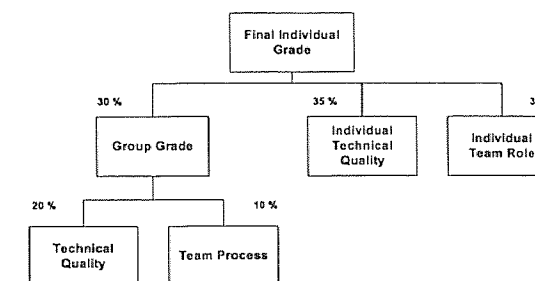 Final Individual
Grade
30 %
35 %
3
Group Grade
Individual
Technical
Quality
Individual
Team Role
20 %
10 %
Technical
Quality
Team Process